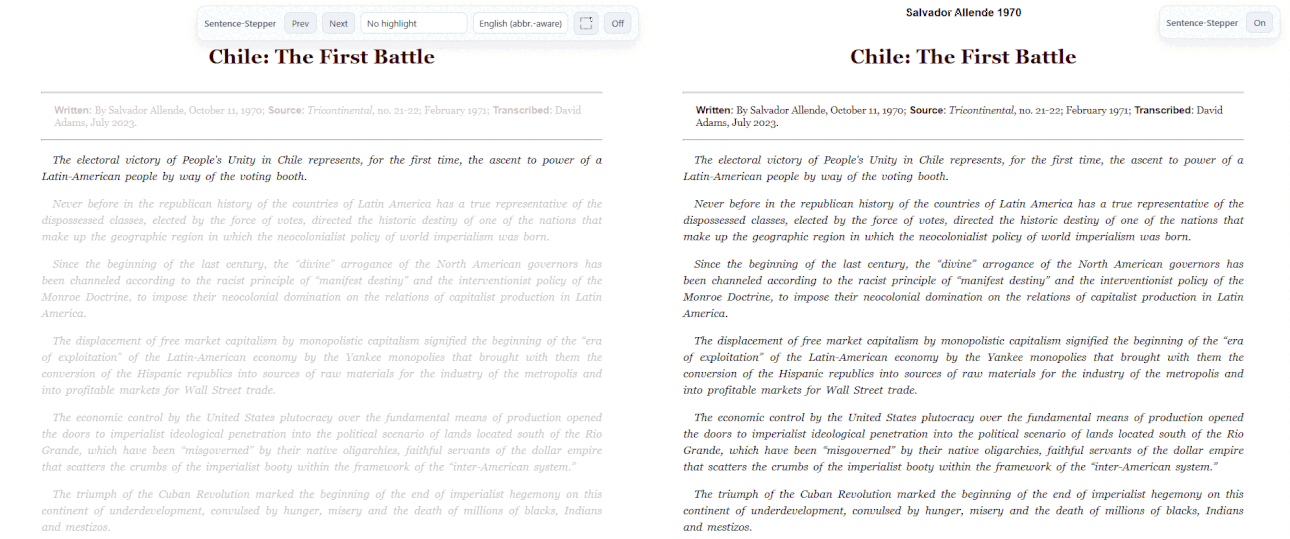 Sentence-Stepper Prev Next No highlight English (abbr.-aware) Off
Chile: The First Battle
Written: By Salvador Allende, October 11, 1970; Source: Tricontinental, no. 21-22; February 1971; Transcribed: David
Adams, July 2023.
The electoral victory of People's Unity in Chile represents, for the first time, the ascent to power of a
Latin-American people by way of the voting booth.
Never before in the republican history of the countries of Latin America has a true representative of the
dispossessed classes, elected by the force of votes, directed the historic destiny of one of the nations that
make up the geographic region in which the neocolonialist policy of world imperialism was born.
Since the beginning of the last century, the "divine" arrogance of the North American governors has
been channeled according to the racist principle of "manifest destiny" and the interventionist policy of the
Monroe Doctrine, to impose their neocolonial domination on the relations of capitalist production in Latin
America.
The displacement of free market capitalism by monopolistic capitalism signified the beginning of the "era
of exploitation" of the Latin-American economy by the Yankee monopolies that brought with them the
conversion of the Hispanic republics into sources of raw materials for the industry of the metropolis and
into profitable markets for Wall Street trade.
The economic control by the United States plutocracy over the fundamental means of production opened
the doors to imperialist ideological penetration into the political scenario of lands located south of the Rio
Grande, which have been "misgoverned" by their native oligarchies, faithful servants of the dollar empire
that scatters the crumbs of the imperialist booty within the framework of the "inter-American system."
The triumph of the Cuban Revolution marked the beginning of the end of imperialist hegemony on this
continent of underdevelopment, convulsed by hunger, misery and the death of millions of blacks, Indians
and mestizos.
Salvador Allende 1970
Sentence-Stepper On
Chile: The First Battle
Written: By Salvador Allende, October 11, 1970; Source: Tricontinental, no. 21-22; February 1971; Transcribed: David
Adams, July 2023.
The electoral victory of People's Unity in Chile represents, for the first time, the ascent to power of a
Latin-American people by way of the voting booth.
Never before in the republican history of the countries of Latin America has a true representative of the
dispossessed classes, elected by the force of votes, directed the historic destiny of one of the nations that
make up the geographic region in which the neocolonialist policy of world imperialism was born.
Since the beginning of the last century, the "divine" arrogance of the North American governors has
been channeled according to the racist principle of "manifest destiny" and the interventionist policy of the
Monroe Doctrine, to impose their neocolonial domination on the relations of capitalist production in Latin
America.
The displacement of free market capitalism by monopolistic capitalism signified the beginning of the "era
of exploitation" of the Latin-American economy by the Yankee monopolies that brought with them the
conversion of the Hispanic republics into sources of raw materials for the industry of the metropolis and
into profitable markets for Wall Street trade.
The economic control by the United States plutocracy over the fundamental means of production opened
the doors to imperialist ideological penetration into the political scenario of lands located south of the Rio
Grande, which have been "misgoverned" by their native oligarchies, faithful servants of the dollar empire
that scatters the crumbs of the imperialist booty within the framework of the "inter-American system."
The triumph of the Cuban Revolution marked the beginning of the end of imperialist hegemony on this
continent of underdevelopment, convulsed by hunger, misery and the death of millions of blacks, Indians
and mestizos.